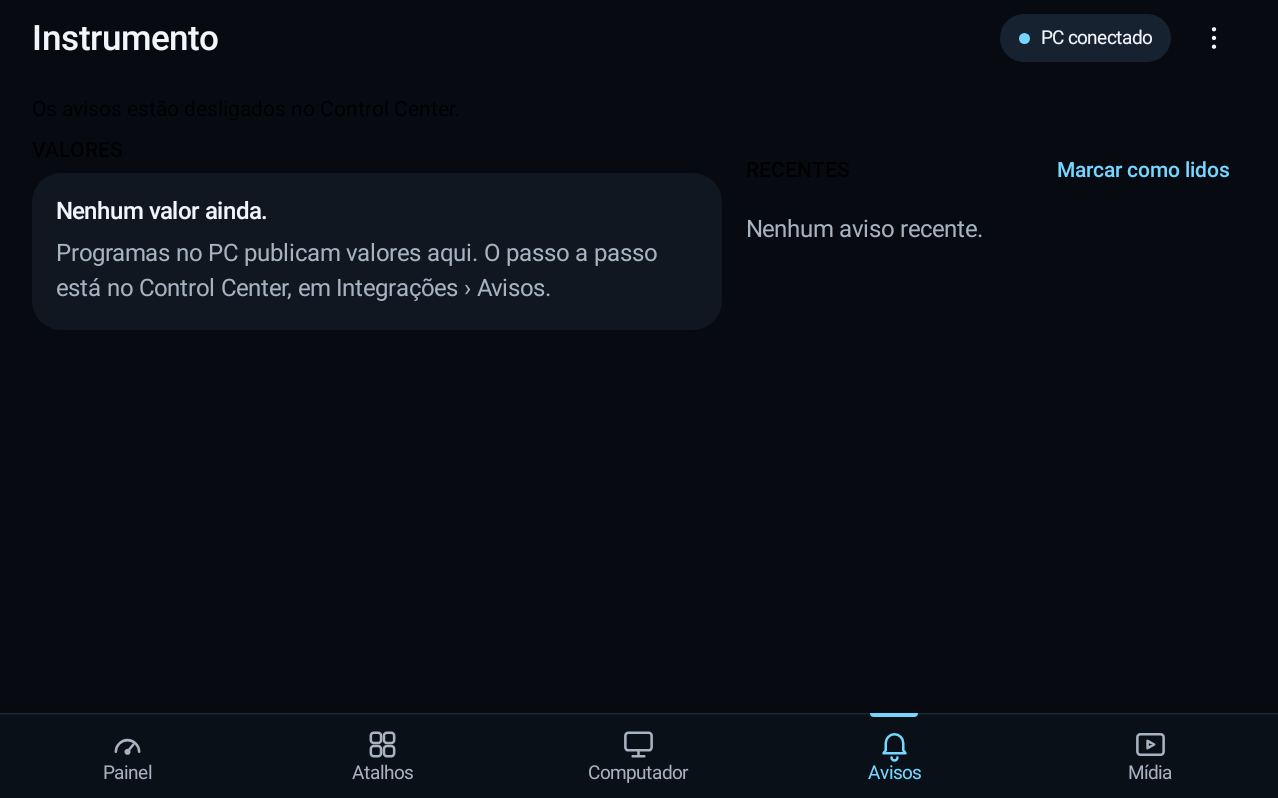 Instrumento
PC conectado
Os avisos estão desligados no Control Center.
VALORES
Nenhum valor ainda.
Programas no PC publicam valores aqui. O passo a passo
está no Control Center, em Integrações › Avisos.
RECENTES
Marcar como lidos
Nenhum aviso recente.
Painel
Atalhos
Computador
Avisos
Mídia